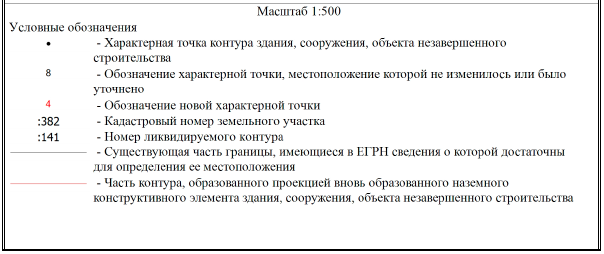 Масштаб 1:500
Условные обозначения
• - Характерная точка контура здания, сооружения, объекта незавершенного
строительства
8 - Обозначение характерной точки, местоположение которой не изменилось или было
уточнено
4 - Обозначение новой характерной точки
:382 - Кадастровый номер земельного участка
:141 - Номер ликвидируемого контура
- Существующая часть границы, имеющиеся в ЕГРН сведения о которой достаточны
для определения ее местоположения
- Часть контура, образованного проекцией вновь образованного наземного
конструктивного элемента здания, сооружения, объекта незавершенного строительства